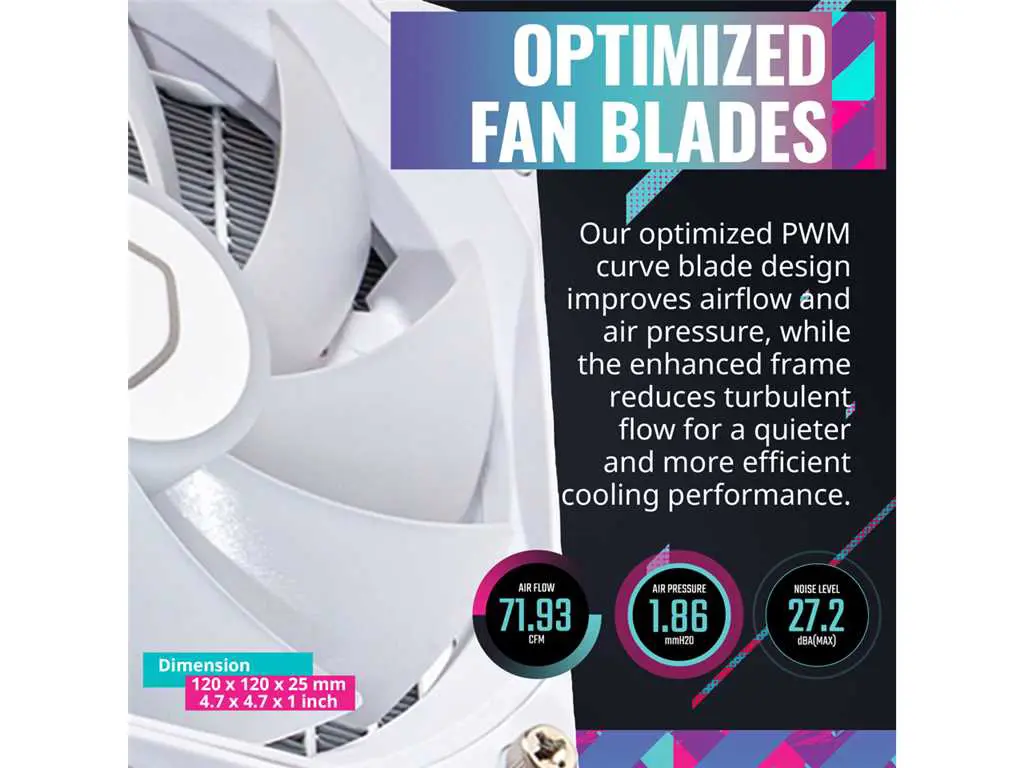 OPTIMIZED
FAN BLADES
Our optimized PWM
curve blade design
improves airflow and
air pressure, while
the enhanced frame
reduces turbulent
flow for a quieter
and more efficient
cooling performance.
AIR FLOW
71.93
CFM
AIR PRESSURE
1.86
mmH2O
NOISE LEVEL
27.2
dBA(MAX)
Dimension
120 x 120 x 25 mm
4.7 x 4.7 x 1 inch